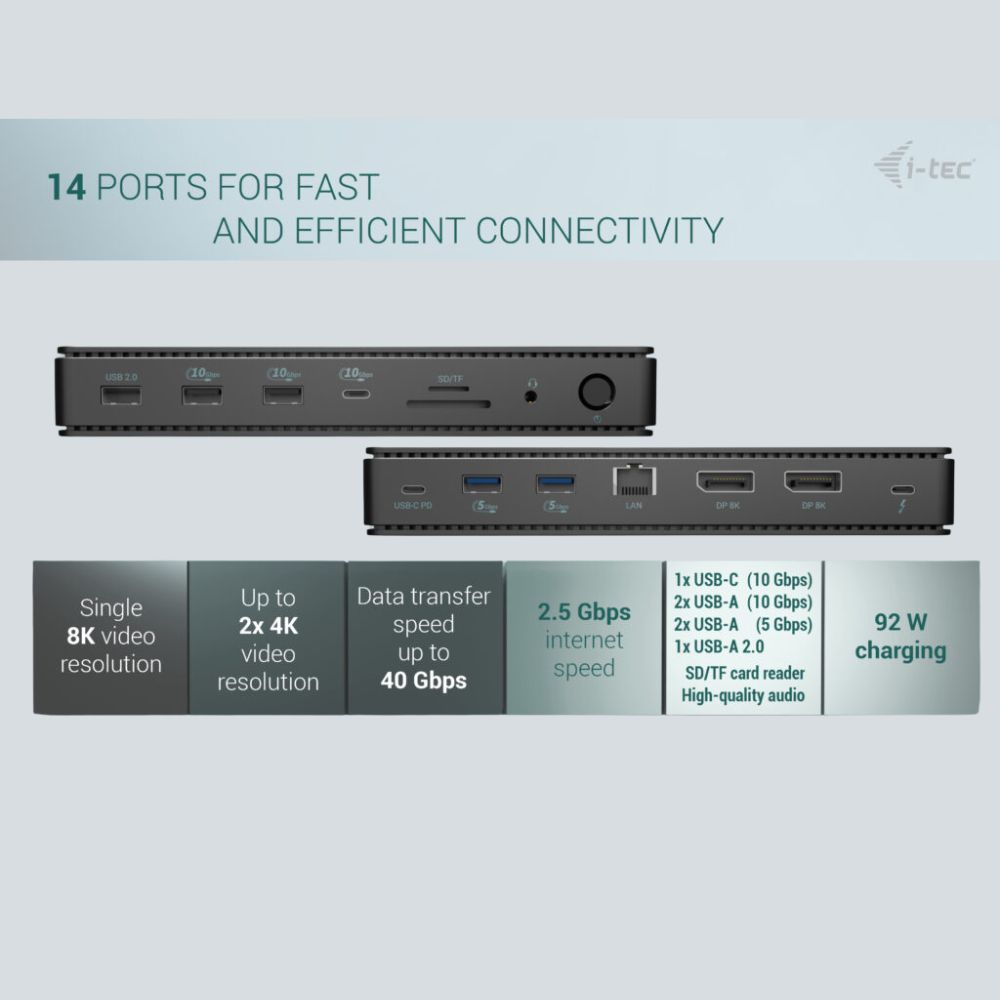 14 PORTS FOR FAST
AND EFFICIENT CONNECTIVITY
i-tec
USB 2.0
10Gbps
10Gbps
10Gbps
SD/TF
USB-C PD
5Gbps
5Gbps
LAN
DP 8K
DP 8K
Single
8K video
resolution
Up to
2x 4K
video
resolution
Data transfer
speed
up to
40 Gbps
2.5 Gbps
internet
speed
1x USB-C (10 Gbps)
2x USB-A (10 Gbps)
2x USB-A (5 Gbps)
1x USB-A 2.0
SD/TF card reader
High-quality audio
92 W
charging